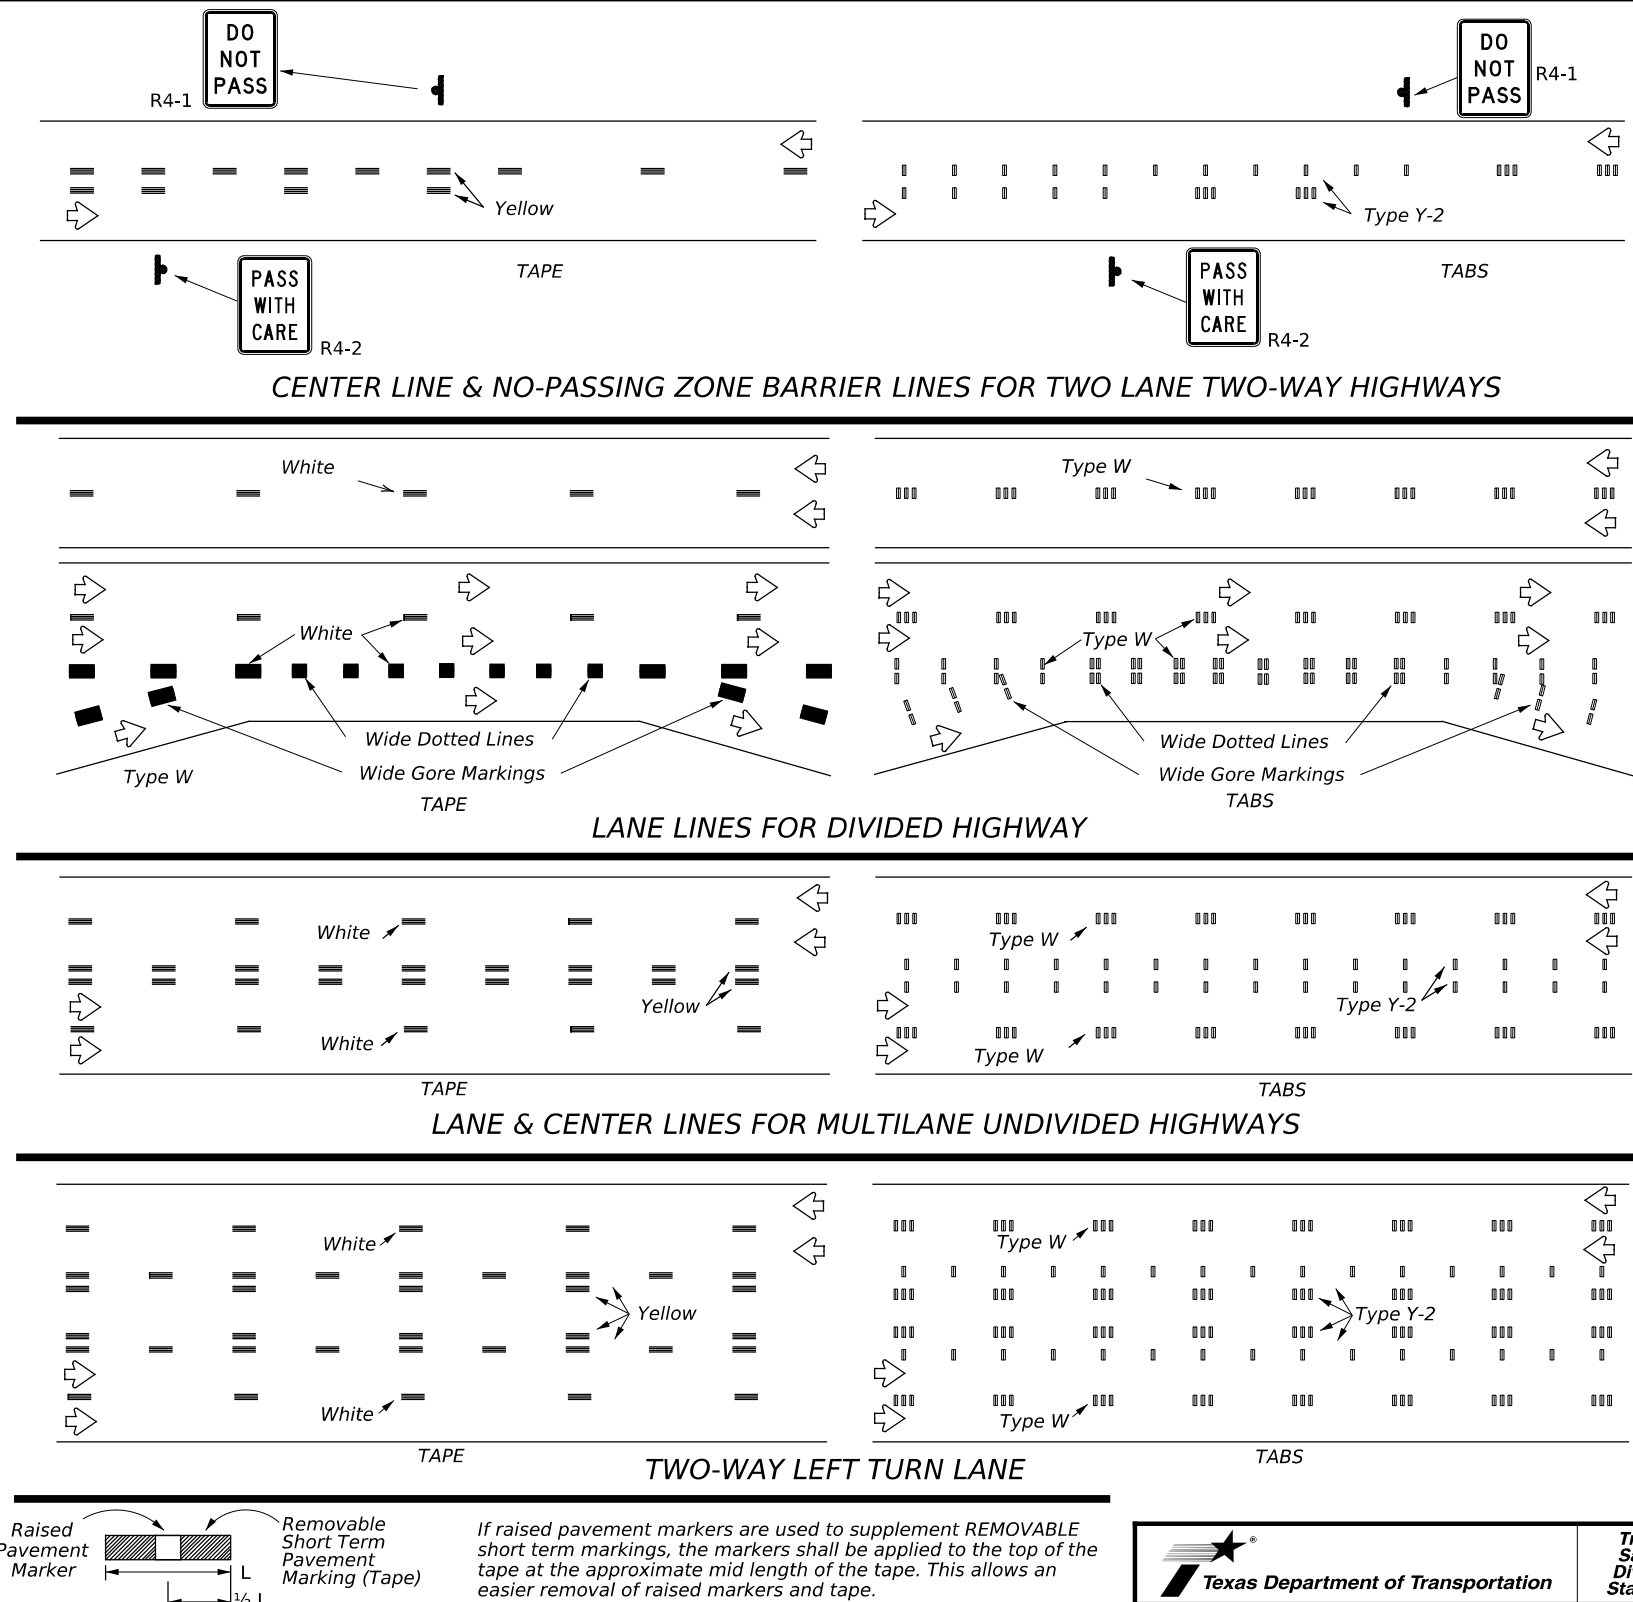 DO
NOT
PASS
R4-1
DO
NOT
PASS
R4-1
Yellow
Type Y-2
PASS
WITH
CARE
R4-2
TAPE
PASS
WITH
CARE
R4-2
TABS
CENTER LINE & NO-PASSING ZONE BARRIER LINES FOR TWO LANE TWO-WAY HIGHWAYS
White
Type W
White
Type W
Wide Dotted Lines
Wide Gore Markings
Type W
TAPE
Wide Dotted Lines
Wide Gore Markings
TABS
LANE LINES FOR DIVIDED HIGHWAY
White
Type W
Yellow
Type Y-2
White
Type W
TAPE
TABS
LANE & CENTER LINES FOR MULTILANE UNDIVIDED HIGHWAYS
White
Type W
Yellow
Type Y-2
White
Type W
TAPE
TABS
TWO-WAY LEFT TURN LANE
Raised
Pavement
Marker
Removable
Short Term
Pavement
Marking (Tape)
L
½ L
If raised pavement markers are used to supplement REMOVABLE
short term markings, the markers shall be applied to the top of the
tape at the approximate mid length of the tape. This allows an
easier removal of raised markers and tape.
®
Texas Department of Transportation